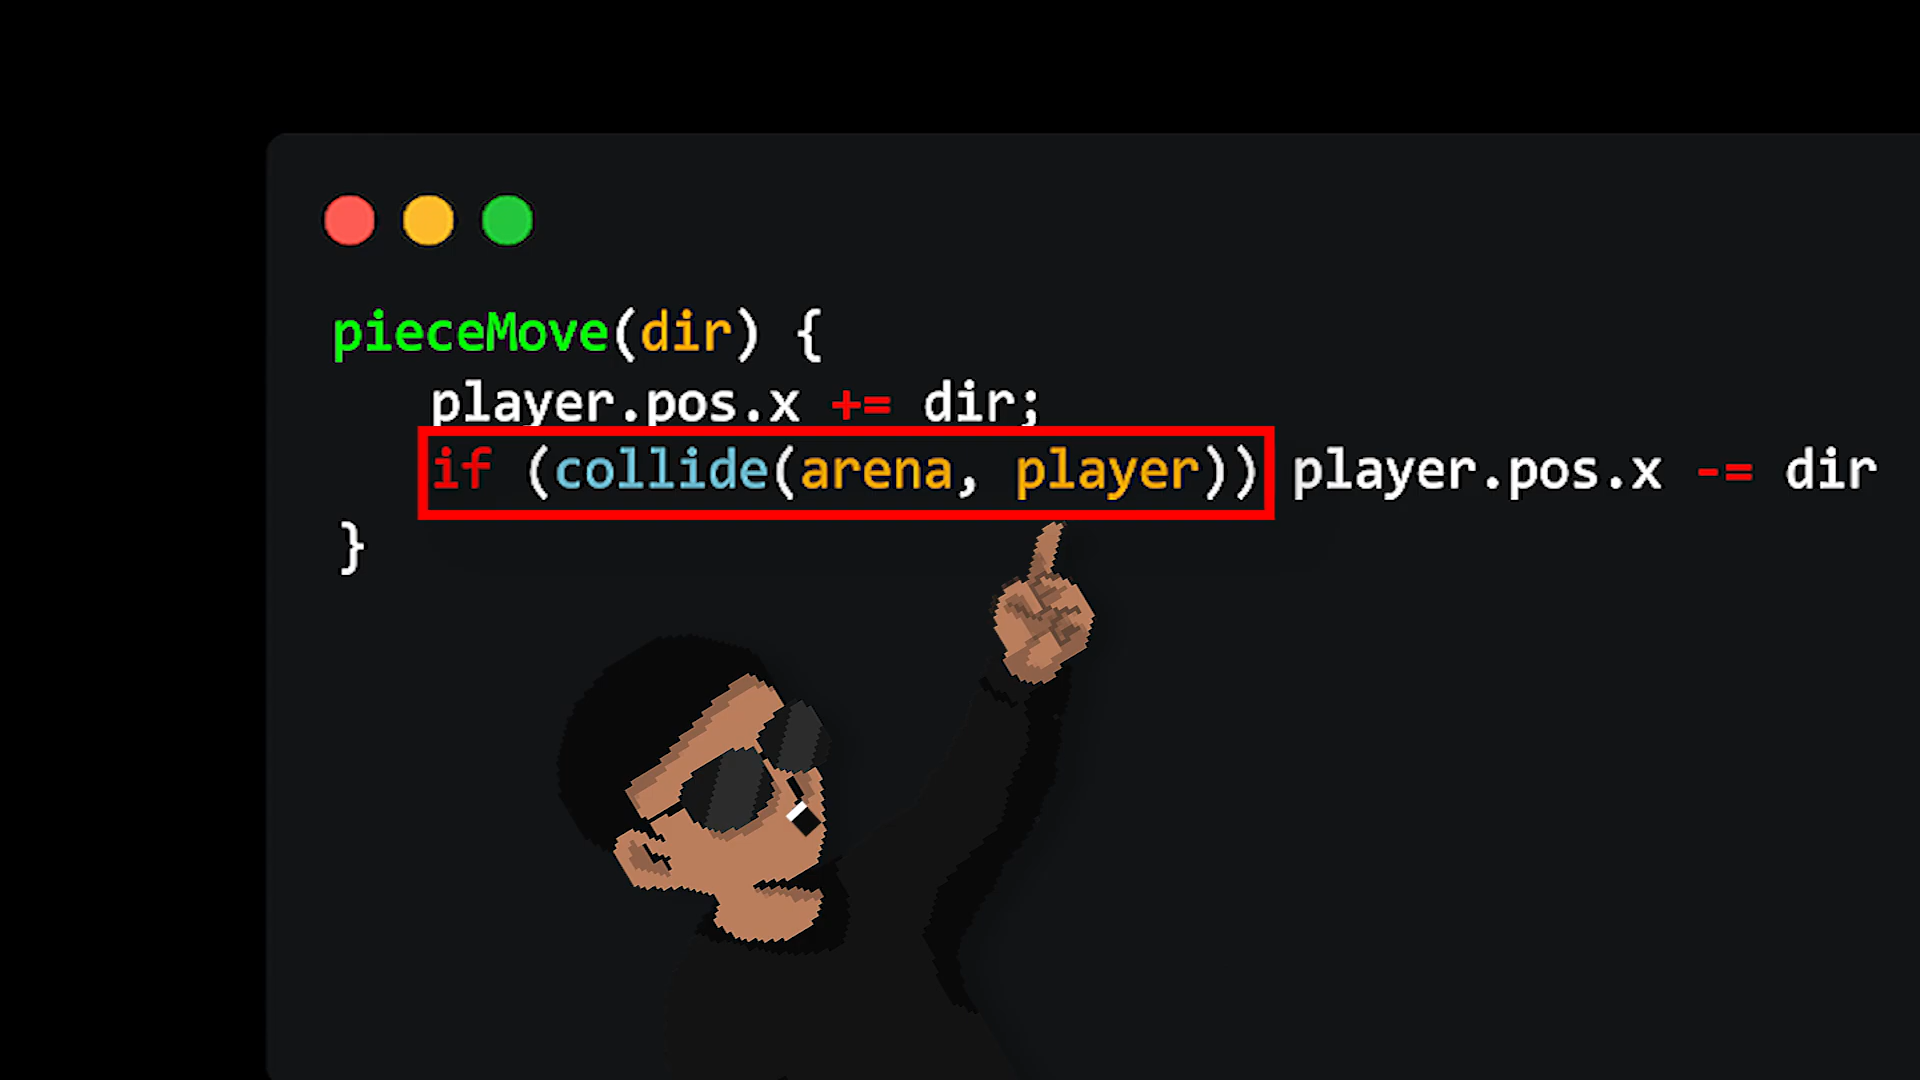 pieceMove(dir) {
player.pos.x += dir;
if (collide(arena, player)) player.pos.x -= dir
}